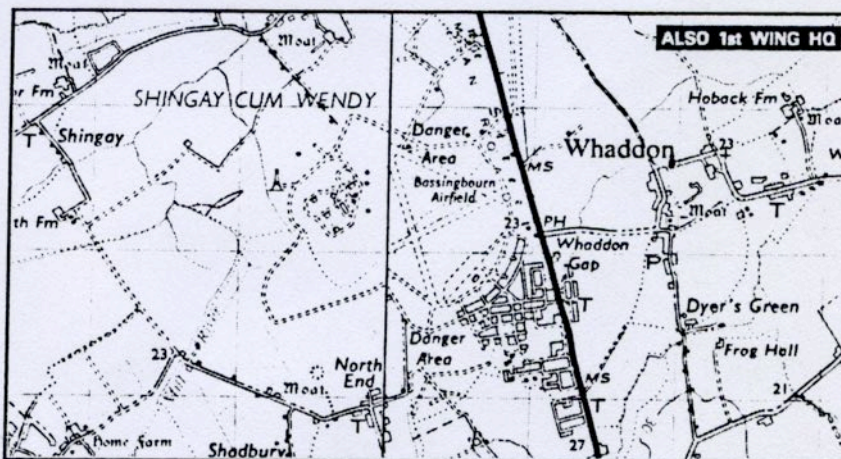 ALSO 1st WING HQ
Moat
Moat
or Fm
SHINGAY CUM WENDY
Hoback Fm
T
Shingay
Danger
Area
MS
Whaddon
23
Moat
Bassingbourn
Airfield
th Fm
23
PH
Moat
T
Whaddon
Gap
P
T
Dyer's Green
Danger
Area
Frog Hall
23
North
End
Moat
MS
21
T
T
Home Farm
Shadbury
27